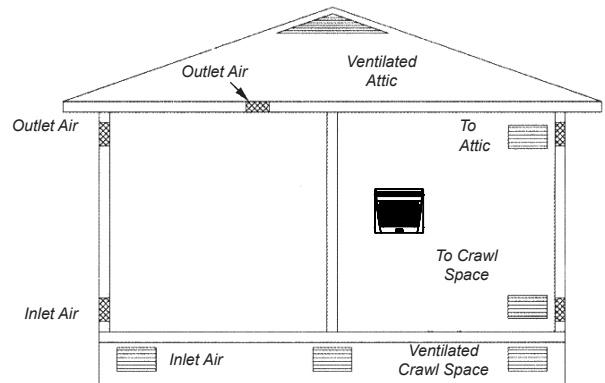 Outlet Air
Ventilated
Attic
Outlet Air
To
Attic
To Crawl
Space
Inlet Air
Inlet Air
Ventilated
Crawl Space